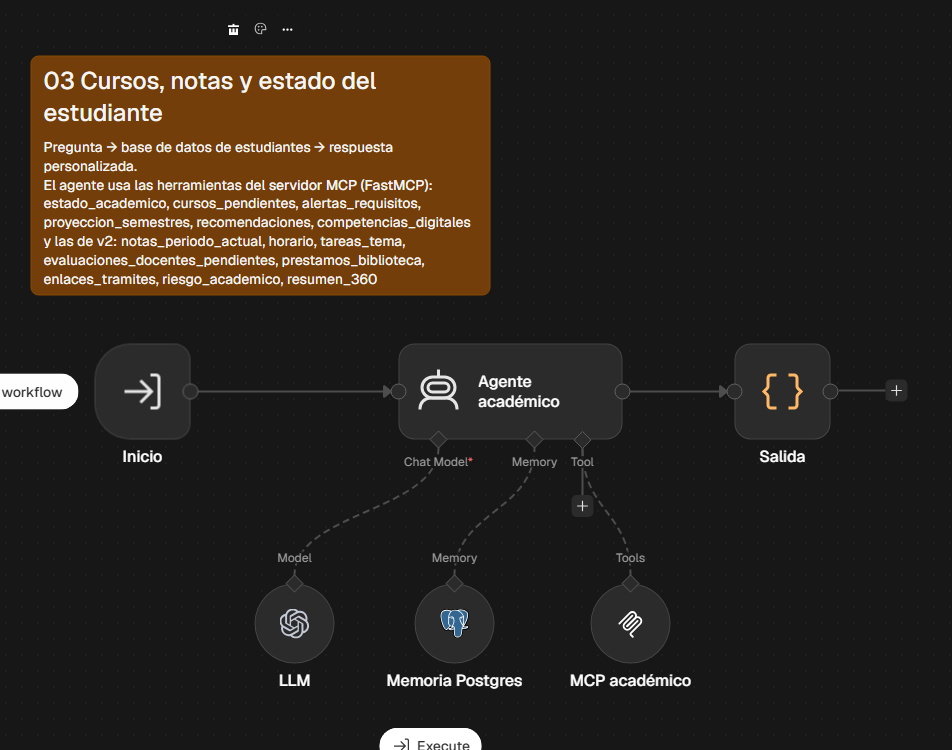 03 Cursos, notas y estado del
estudiante
Pregunta → base de datos de estudiantes → respuesta
personalizada.
El agente usa las herramientas del servidor MCP (FastMCP):
estado_academico, cursos_pendientes, alertas_requisitos,
proyeccion_semestres, recomendaciones, competencias_digitales
y las de v2: notas_periodo_actual, horario, tareas_tema,
evaluaciones_docentes_pendientes, prestamos_biblioteca,
enlaces_tramites, riesgo_academico, resumen_360
workflow
Agente
académico
Inicio
Chat Model*
Memory
Tool
Salida
Model
Memory
Tools
LLM
Memoria Postgres
MCP académico
Execute